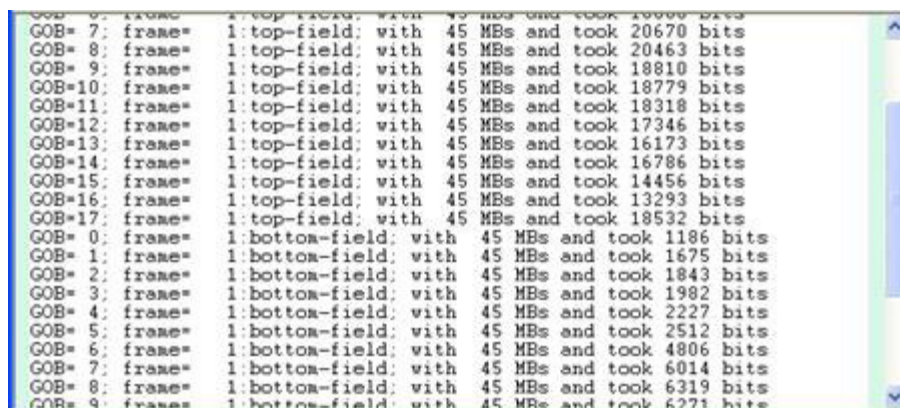 GOB= 7; frame= 1:top-field; with 45 MBs and took 20670 bits
GOB= 8; frame= 1:top-field; with 45 MBs and took 20463 bits
GOB= 9; frame= 1:top-field; with 45 MBs and took 18810 bits
GOB=10; frame= 1:top-field; with 45 MBs and took 18779 bits
GOB=11; frame= 1:top-field; with 45 MBs and took 18318 bits
GOB=12; frame= 1:top-field; with 45 MBs and took 17346 bits
GOB=13; frame= 1:top-field; with 45 MBs and took 16173 bits
GOB=14; frame= 1:top-field; with 45 MBs and took 16786 bits
GOB=15; frame= 1:top-field; with 45 MBs and took 14456 bits
GOB=16; frame= 1:top-field; with 45 MBs and took 13293 bits
GOB=17; frame= 1:top-field; with 45 MBs and took 18532 bits
GOB= 0; frame= 1:bottom-field; with 45 MBs and took 1186 bits
GOB= 1; frame= 1:bottom-field; with 45 MBs and took 1675 bits
GOB= 2; frame= 1:bottom-field; with 45 MBs and took 1843 bits
GOB= 3; frame= 1:bottom-field; with 45 MBs and took 1982 bits
GOB= 4; frame= 1:bottom-field; with 45 MBs and took 2227 bits
GOB= 5; frame= 1:bottom-field; with 45 MBs and took 2512 bits
GOB= 6; frame= 1:bottom-field; with 45 MBs and took 4806 bits
GOB= 7; frame= 1:bottom-field; with 45 MBs and took 6014 bits
GOB= 8; frame= 1:bottom-field; with 45 MBs and took 6319 bits
GOB= 9; frame= 1:bottom-field; with 45 MBs and took 6271 bits